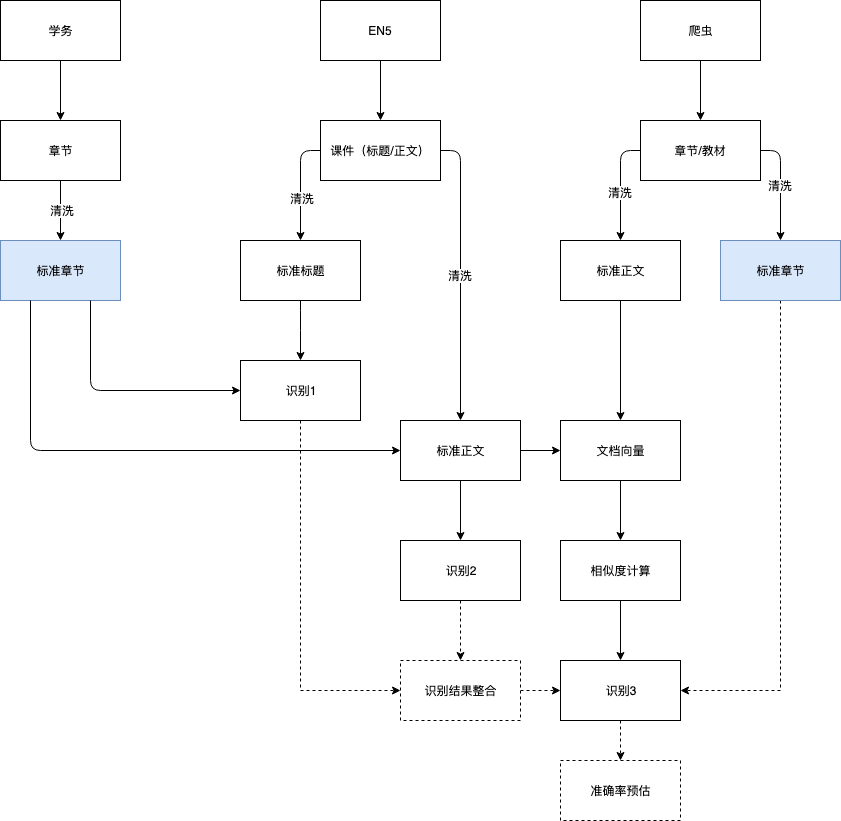 学务
EN5
爬虫
章节
课件（标题/正文）
章节/教材
清洗
清洗
清洗
清洗
清洗
标准章节
标准标题
标准正文
标准章节
识别1
标准正文
文档向量
识别2
相似度计算
识别结果整合
识别3
准确率预估